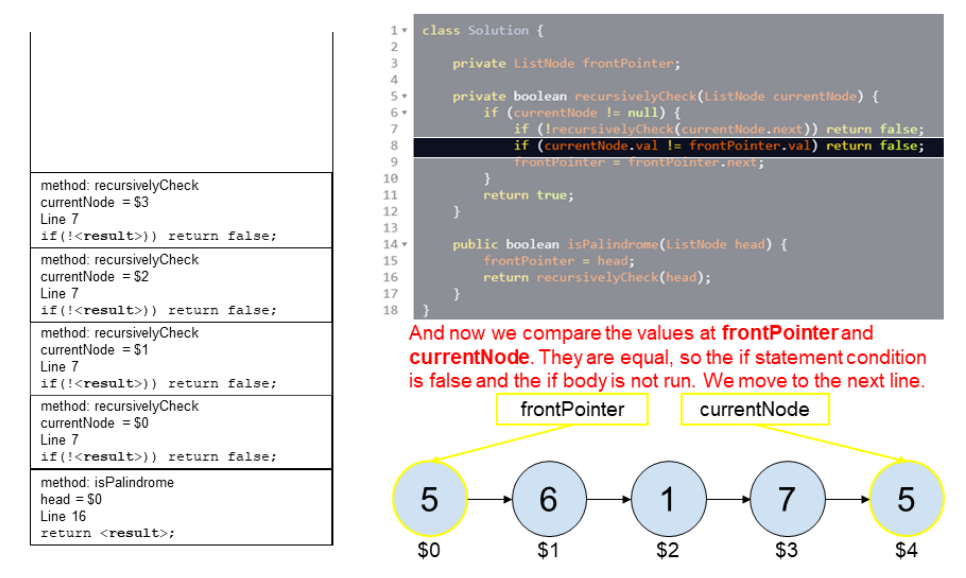 method: recursivelyCheck
currentNode = $3
Line 7
if(!<result>)) return false;
method: recursivelyCheck
currentNode = $2
Line 7
if(!<result>)) return false;
method: recursivelyCheck
currentNode = $1
Line 7
if(!<result>)) return false;
method: recursivelyCheck
currentNode = $0
Line 7
if(!<result>)) return false;
method: isPalindrome
head = $0
Line 16
return <result>;
1 class Solution {
2
3 private ListNode frontPointer;
4
5 private boolean recursivelyCheck(ListNode currentNode) {
6 if (currentNode != null) {
7 if (!recursivelyCheck(currentNode.next)) return false;
8 if (currentNode.val != frontPointer.val) return false;
9 frontPointer = frontPointer.next;
10 }
11 return true;
12 }
13
14 public boolean isPalindrome(ListNode head) {
15 frontPointer = head;
16 return recursivelyCheck(head);
17 }
18 }
And now we compare the values at frontPointer and
currentNode. They are equal, so the if statement condition
is false and the if body is not run. We move to the next line.
frontPointer currentNode
5 6 1 7 5
$0 $1 $2 $3 $4